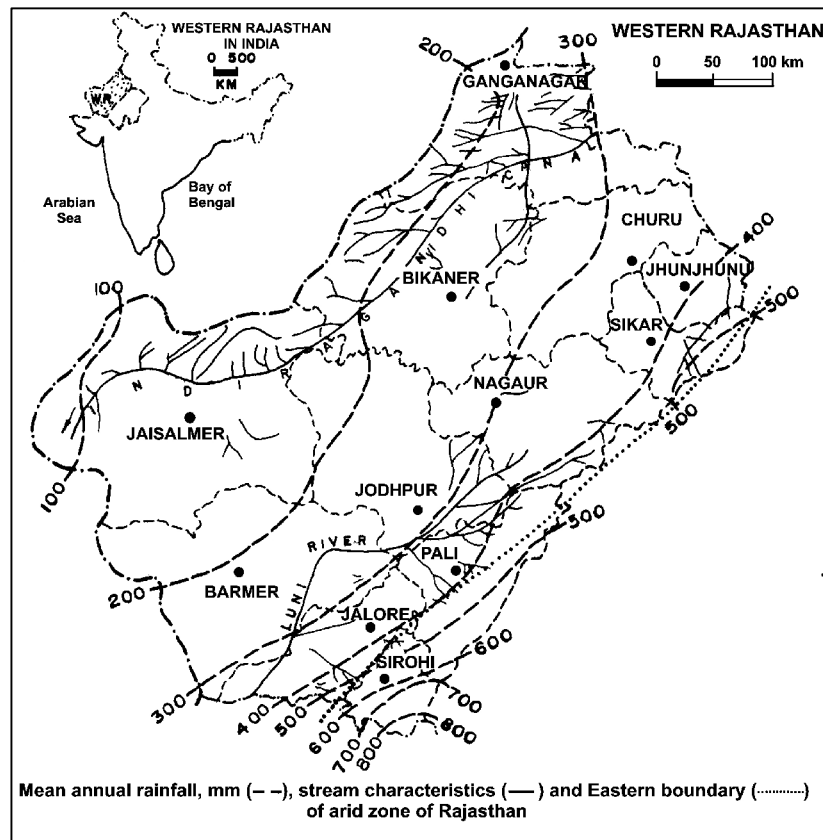 WESTERN RAJASTHAN
IN INDIA
0 500
KM
W.R.
Arabian
Sea
Bay of
Bengal
WESTERN RAJASTHAN
0 50 100 km
200
300
GANGANAGAR
INDIRA GANDHI CANAL
CHURU
400
JHUNJHUNU
BIKANER
100
500
SIKAR
NAGAUR
JAISALMER
500
100
JODHPUR
500
RIVER
PALI
200
BARMER
LUNI
JALORE
600
SIROHI
300
400
500
600
700
700
800
800
Mean annual rainfall, mm (– –), stream characteristics (—) and Eastern boundary (..........)
of arid zone of Rajasthan